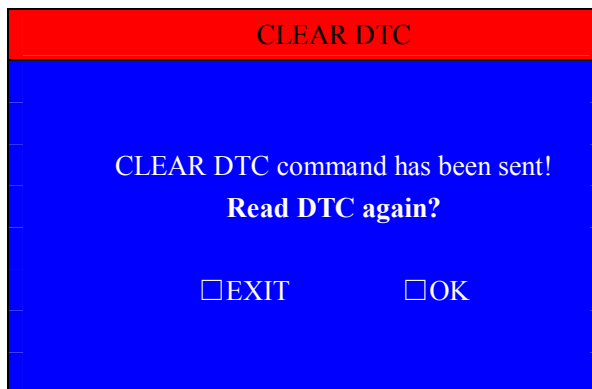 CLEAR DTC
CLEAR DTC command has been sent!
Read DTC again?
□EXIT □OK